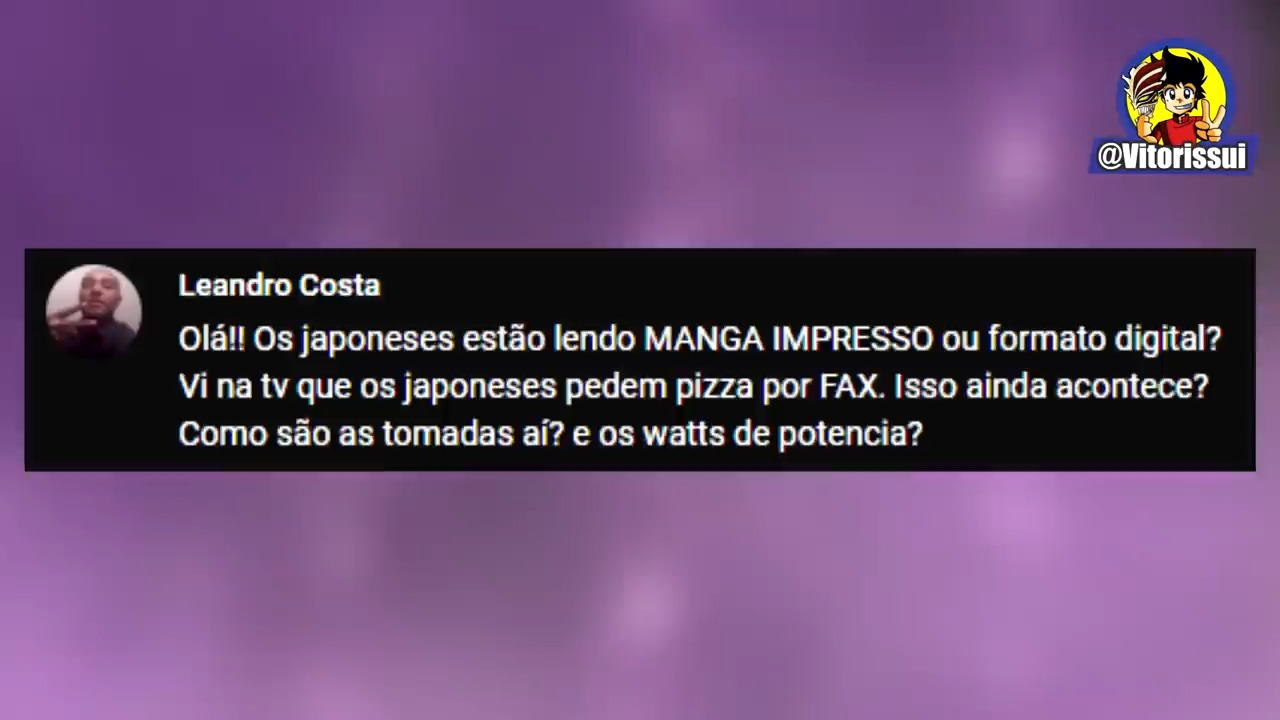 @Vitorissui
Leandro Costa
Olá!! Os japoneses estão lendo MANGA IMPRESSO ou formato digital?
Vi na tv que os japoneses pedem pizza por FAX. Isso ainda acontece?
Como são as tomadas aí? e os watts de potencia?